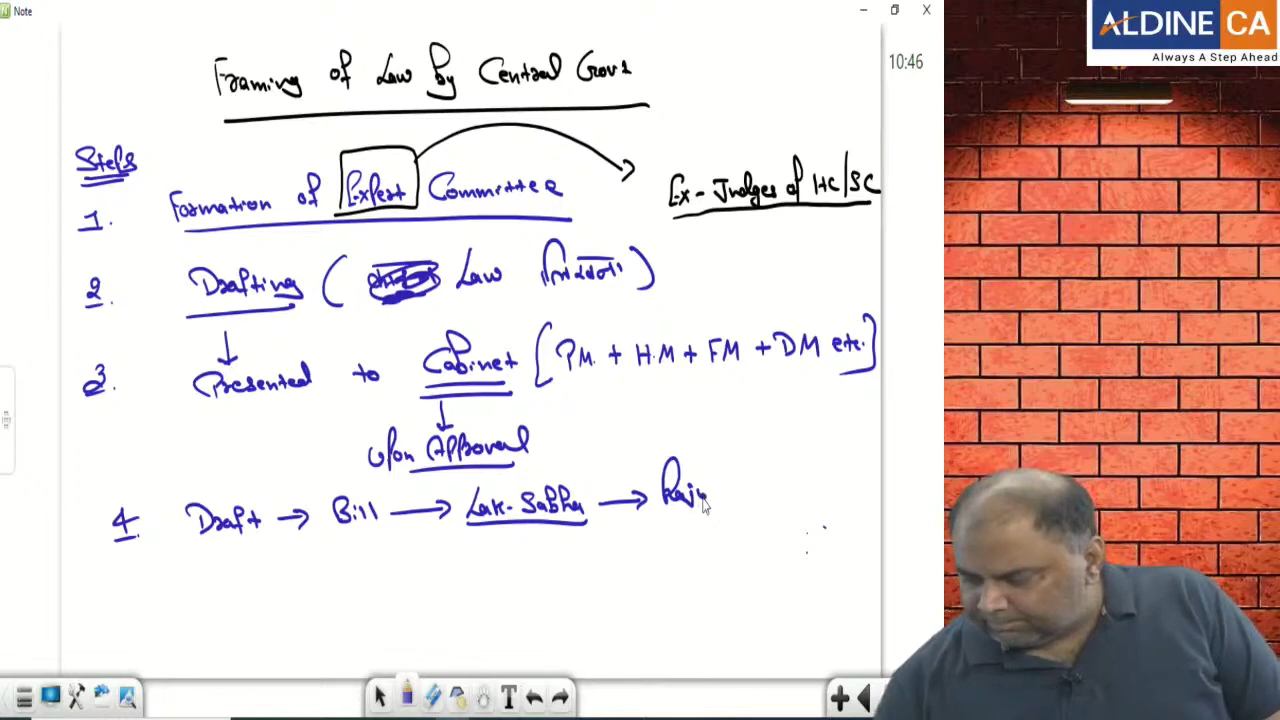 Note
ALDINE CA
Always A Step Ahead
10:46
Framing of Law by Central Govt
Steps
1. Formation of Expert Committee
Ex-Judges of HC/SC
2. Drafting ( Law )
3. Presented to Cabinet [PM. + H.M + FM + DM etc.]
Upon Approval
4. Draft → Bill → Lok-Sabha → Rajy
T